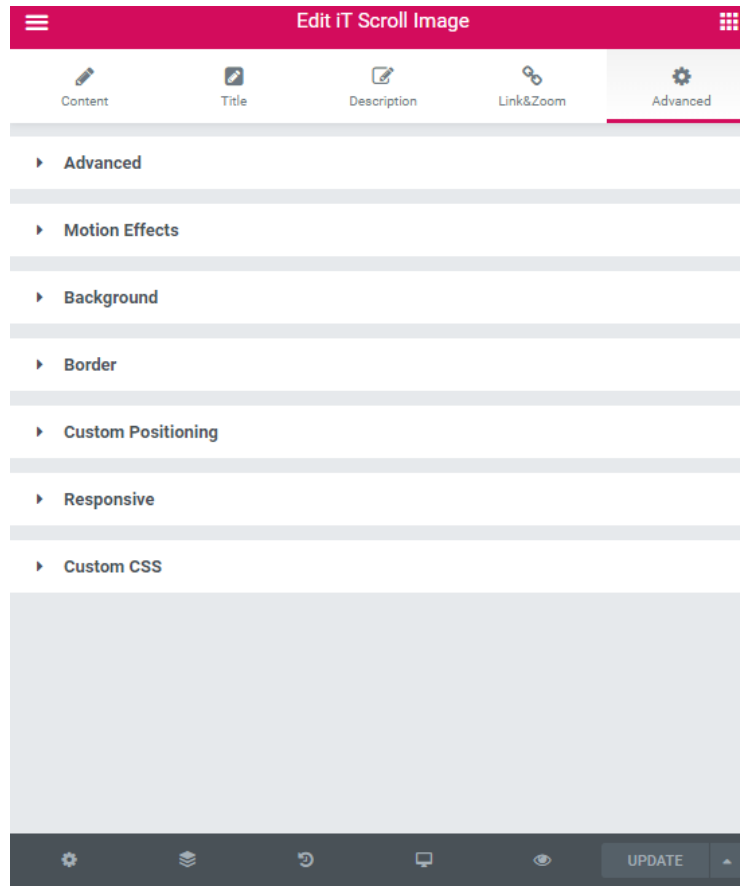 Edit iT Scroll Image
Content Title Description Link&Zoom Advanced
Advanced
Motion Effects
Background
Border
Custom Positioning
Responsive
Custom CSS
UPDATE